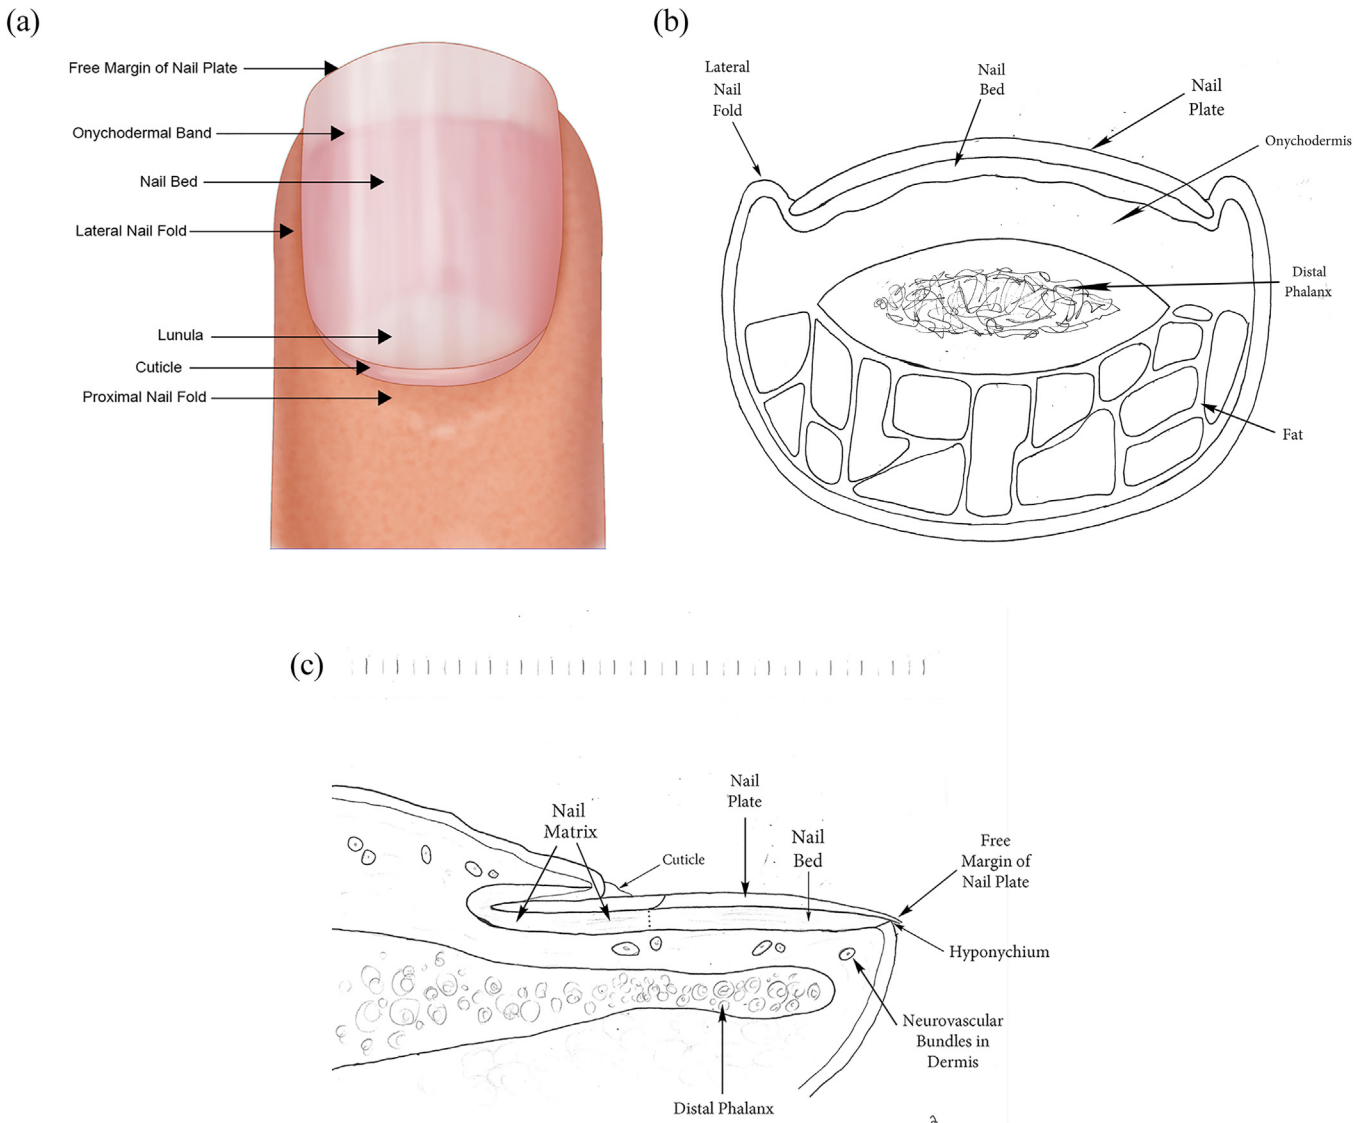 (a)
Free Margin of Nail Plate
Onychodermal Band
Nail Bed
Lateral Nail Fold
Lunula
Cuticle
Proximal Nail Fold
(b)
Lateral
Nail
Fold
Nail
Bed
Nail
Plate
Onychodermis
Distal
Phalanx
Fat
(c)
Nail
Matrix
Cuticle
Nail
Plate
Nail
Bed
Free
Margin of
Nail Plate
Hyponychium
Neurovascular
Bundles in
Dermis
Distal Phalanx